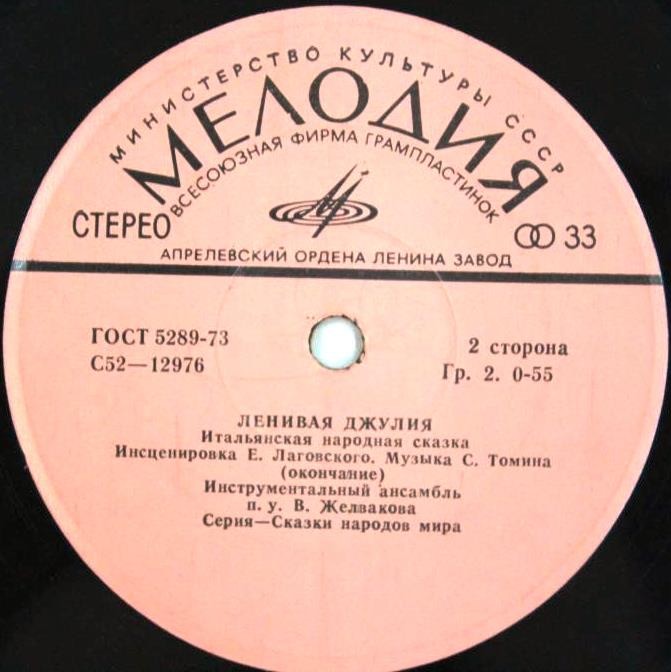 МИНИСТЕРСТВО КУЛЬТУРЫ СССР
МЕЛОДИЯ
ВСЕСОЮЗНАЯ ФИРМА ГРАМПЛАСТИНОК
СТЕРЕО
33
АПРЕЛЕВСКИЙ ОРДЕНА ЛЕНИНА ЗАВОД
ГОСТ 5289-73
С52—12976
2 сторона
Гр. 2. 0-55
ЛЕНИВАЯ ДЖУЛИЯ
Итальянская народная сказка
Инсценировка Е. Лаговского. Музыка С. Томина
(окончание)
Инструментальный ансамбль
п. у. В. Желвакова
Серия—Сказки народов мира